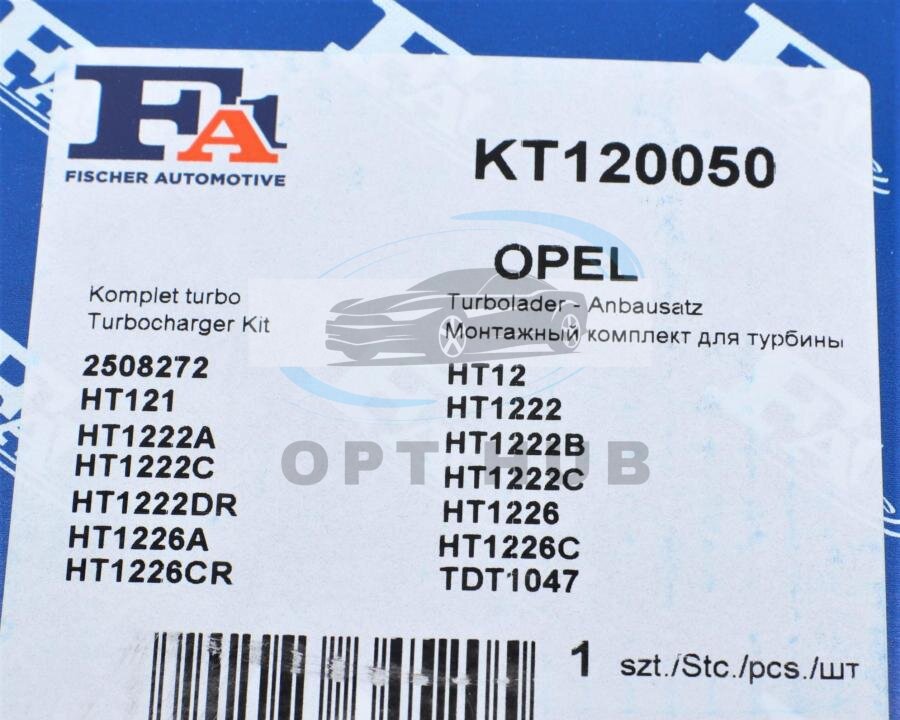 FA1
FISCHER AUTOMOTIVE
KT120050
OPEL
Komplet turbo
Turbocharger Kit
Turbolader - Anbausatz
Монтажный комплект для турбины
2508272
HT12
HT121
HT1222
HT1222A
HT1222B
HT1222C
HT1222C
HT1222DR
HT1226
HT1226A
HT1226C
HT1226CR
TDT1047
OPT HUB
1 szt./Stc./pcs./шт